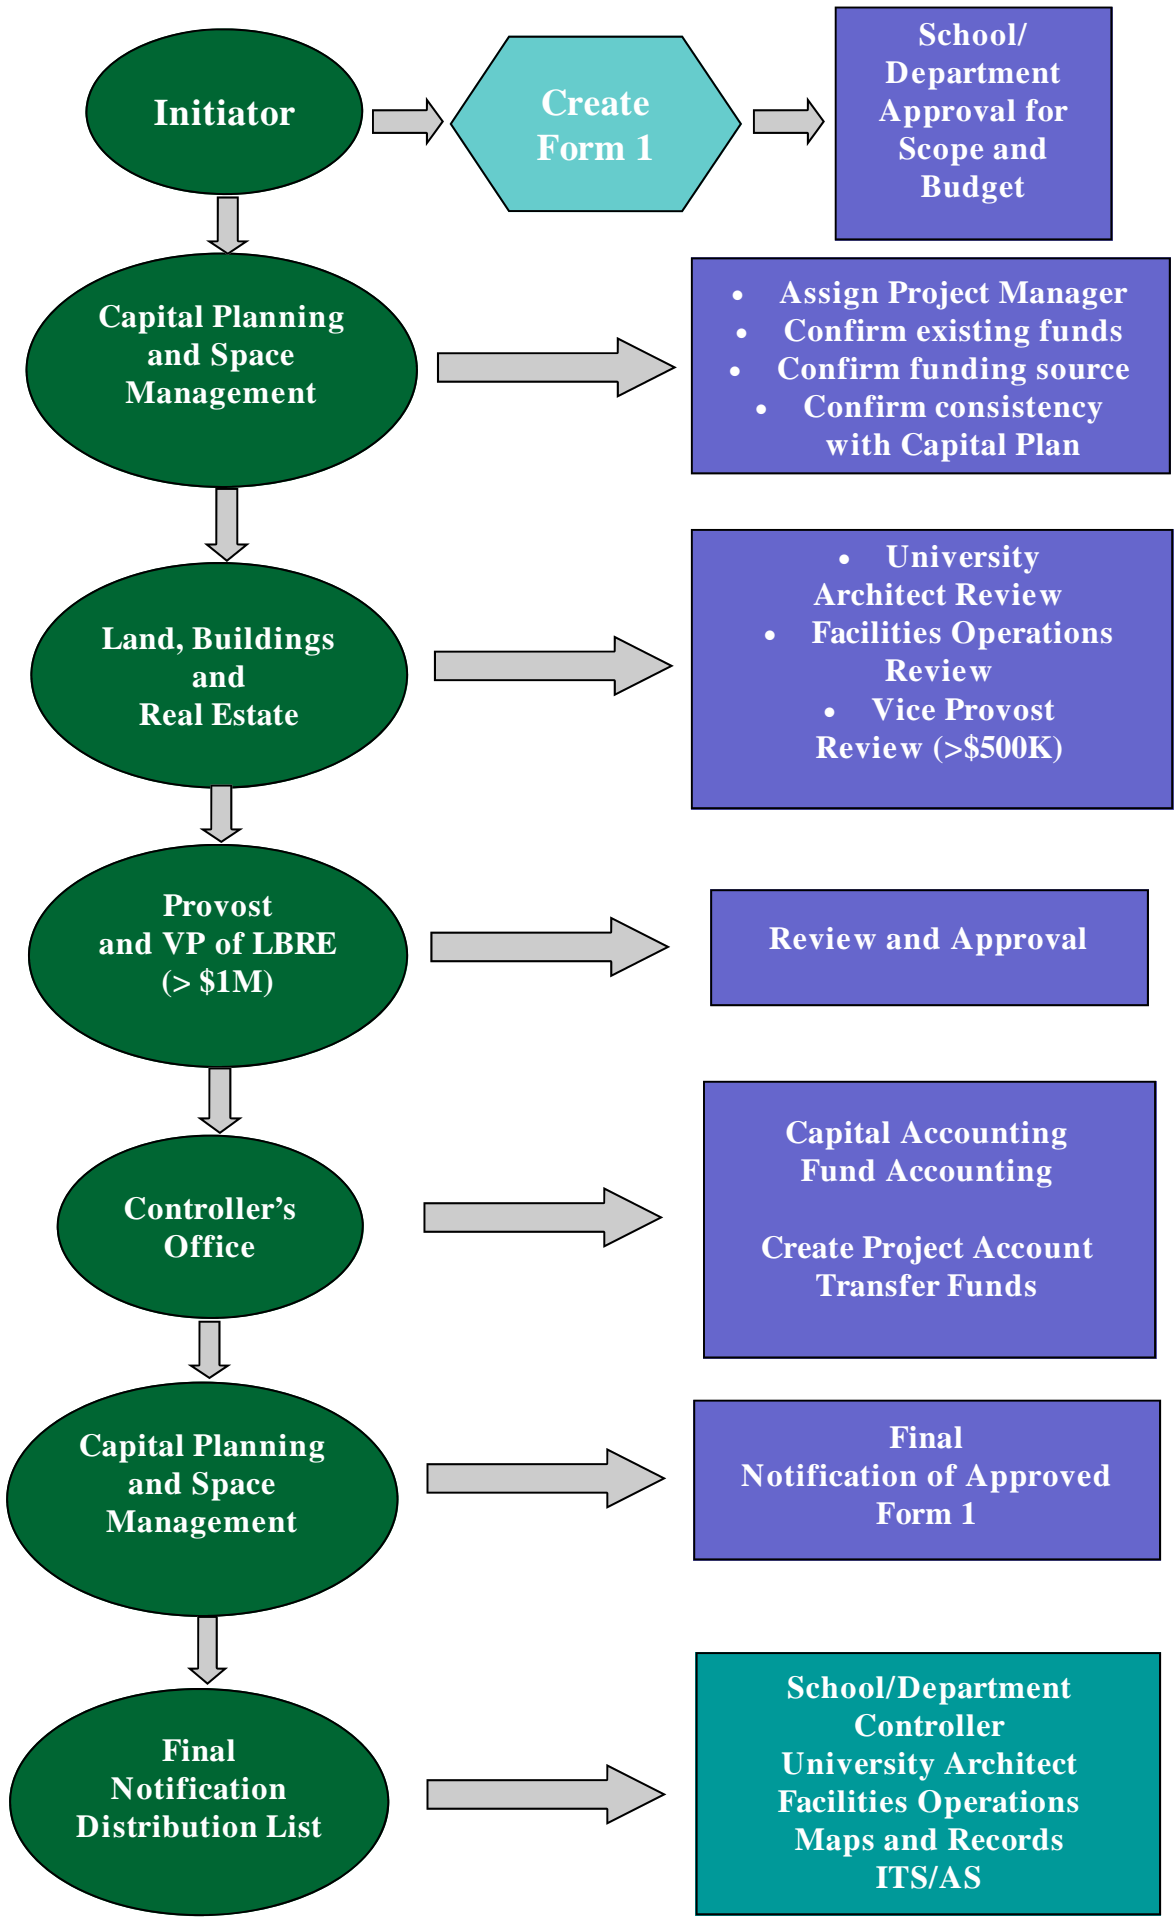 Initiator
Create
Form 1
School/
Department
Approval for
Scope and
Budget
Capital Planning
and Space
Management
• Assign Project Manager
• Confirm existing funds
• Confirm funding source
• Confirm consistency
with Capital Plan
Land, Buildings
and
Real Estate
• University
Architect Review
• Facilities Operations
Review
• Vice Provost
Review (>$500K)
Provost
and VP of LBRE
(> $1M)
Review and Approval
Controller's
Office
Capital Accounting
Fund Accounting
Create Project Account
Transfer Funds
Capital Planning
and Space
Management
Final
Notification of Approved
Form 1
Final
Notification
Distribution List
School/Department
Controller
University Architect
Facilities Operations
Maps and Records
ITS/AS